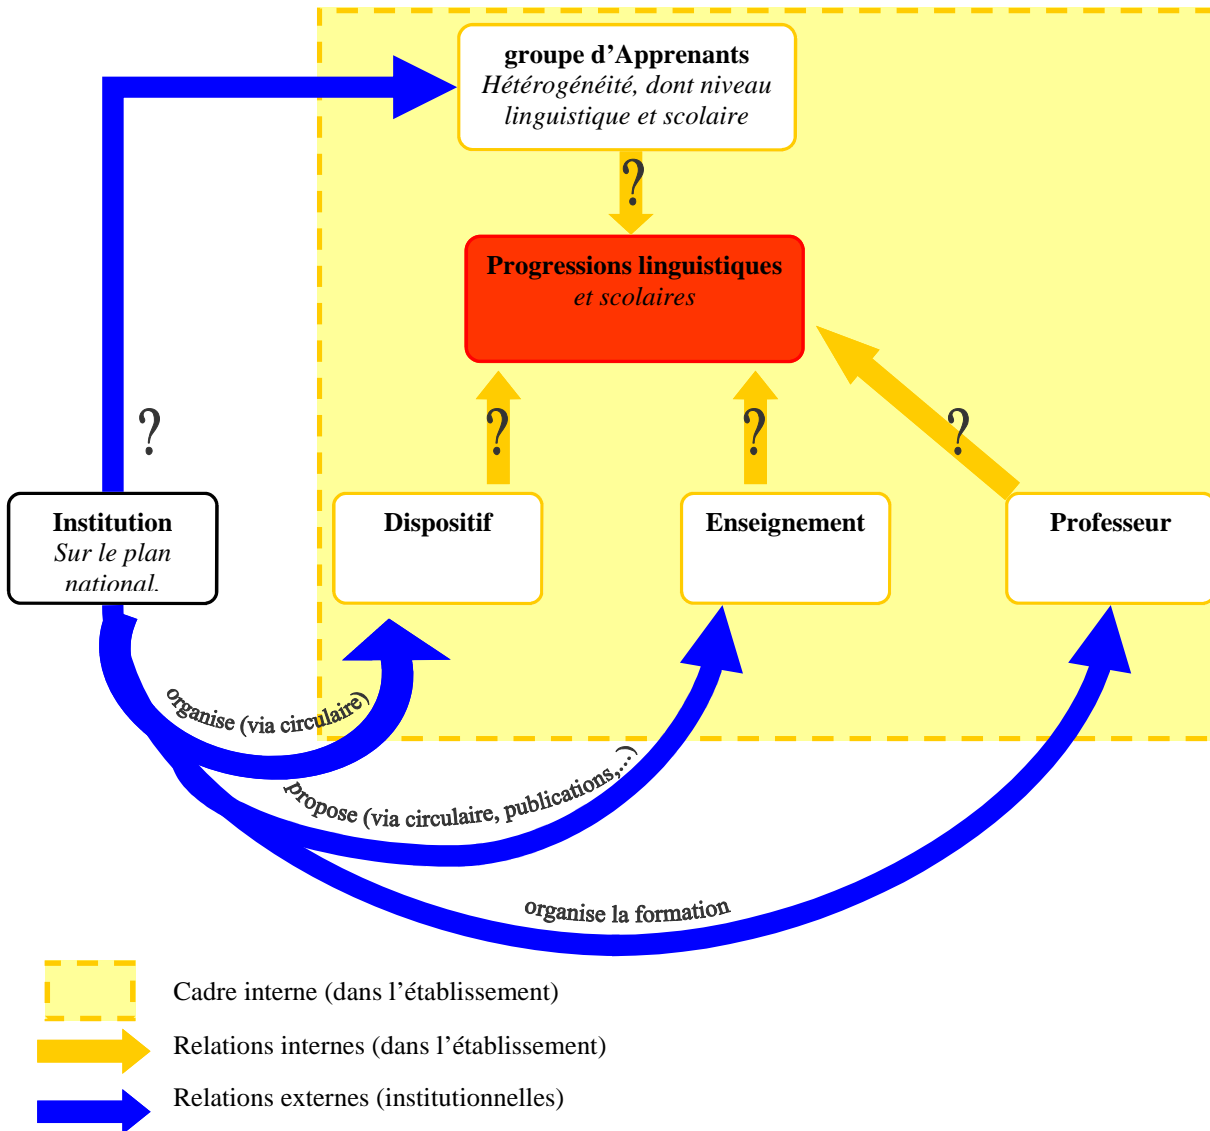 groupe d’Apprenants
Hétérogénéité, dont niveau
linguistique et scolaire
?
Progressions linguistiques
et scolaires
?
?
?
?
Institution
Sur le plan
national.
Dispositif
Enseignement
Professeur
organise (via circulaire)
propose (via circulaire, publications,...)
organise la formation
Cadre interne (dans l’établissement)
Relations internes (dans l’établissement)
Relations externes (institutionnelles)